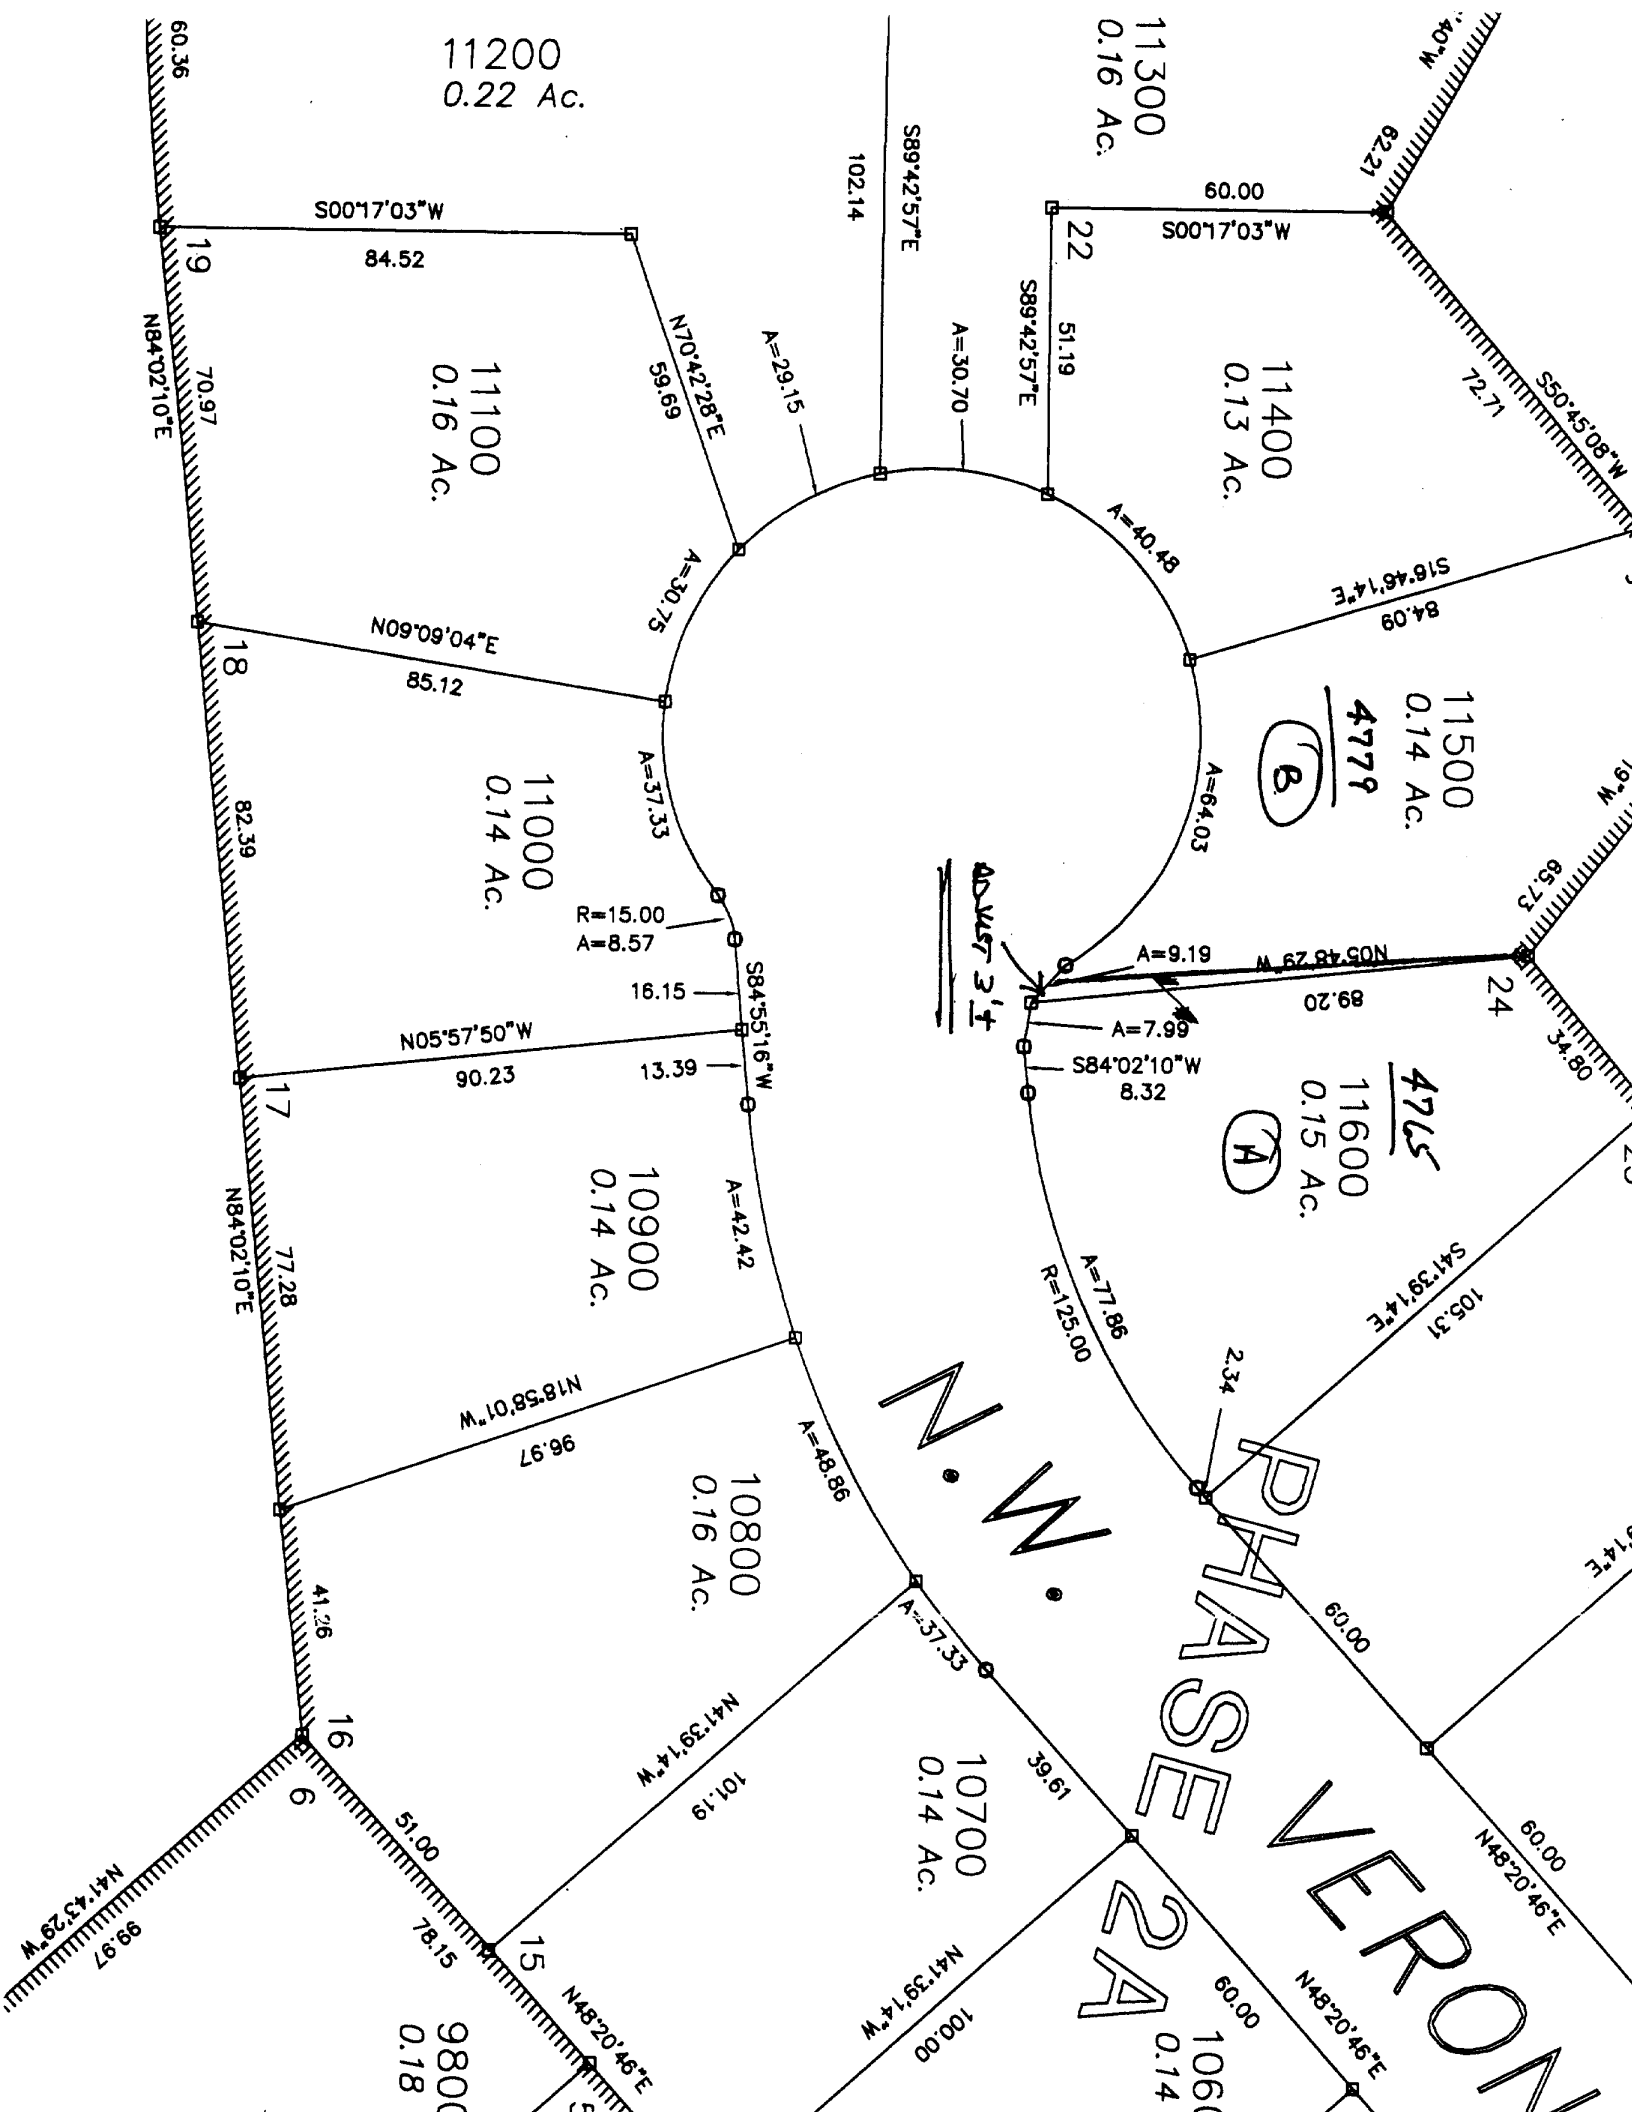 60.36
11200
0.22 Ac.
S89°42'57"E
102.14
11300
0.16 Ac.
'40"W
62.21
S00°17'03"W
84.52
60.00
S00°17'03"W
22
19
N84°02'10"E
70.97
11100
0.16 Ac.
N70°42'28"E
59.69
A=29.15
A=30.70
S89°42'57"E
51.19
11400
0.13 Ac.
72.71
S50°45'08"W
A=40.48
A=30.75
S16°46'14"E
84.09
18
N09°09'04"E
85.12
A=37.33
11500
0.14 Ac.
4779
B
A=64.03
82.39
11000
0.14 Ac.
R=15.00
A=8.57
16.15
S84°55'16"W
13.39
ADJUST 3'±
A=9.19
N05°48'29"W
89.20
24
65.73
'9"W
34.80
A=7.99
S84°02'10"W
8.32
4765
11600
0.15 Ac.
A
17
N05°57'50"W
90.23
N84°02'10"E
77.28
10900
0.14 Ac.
A=42.42
A=77.86
R=125.00
S41°39'14"E
105.31
2.34
N18°58'01"W
96.97
A=48.86
10800
0.16 Ac.
N.W.
VERON
PHASE 2A
60.00
'14"E
41.26
16
6
A=37.33
N41°39'14"W
101.19
39.61
10700
0.14 Ac.
60.00
N48°20'46"E
51.00
78.15
15
N48°20'46"E
N41°43'29"W
99.97
N41°39'14"W
100.00
60.00
N48°20'46"E
1060
0.14
9800
0.18